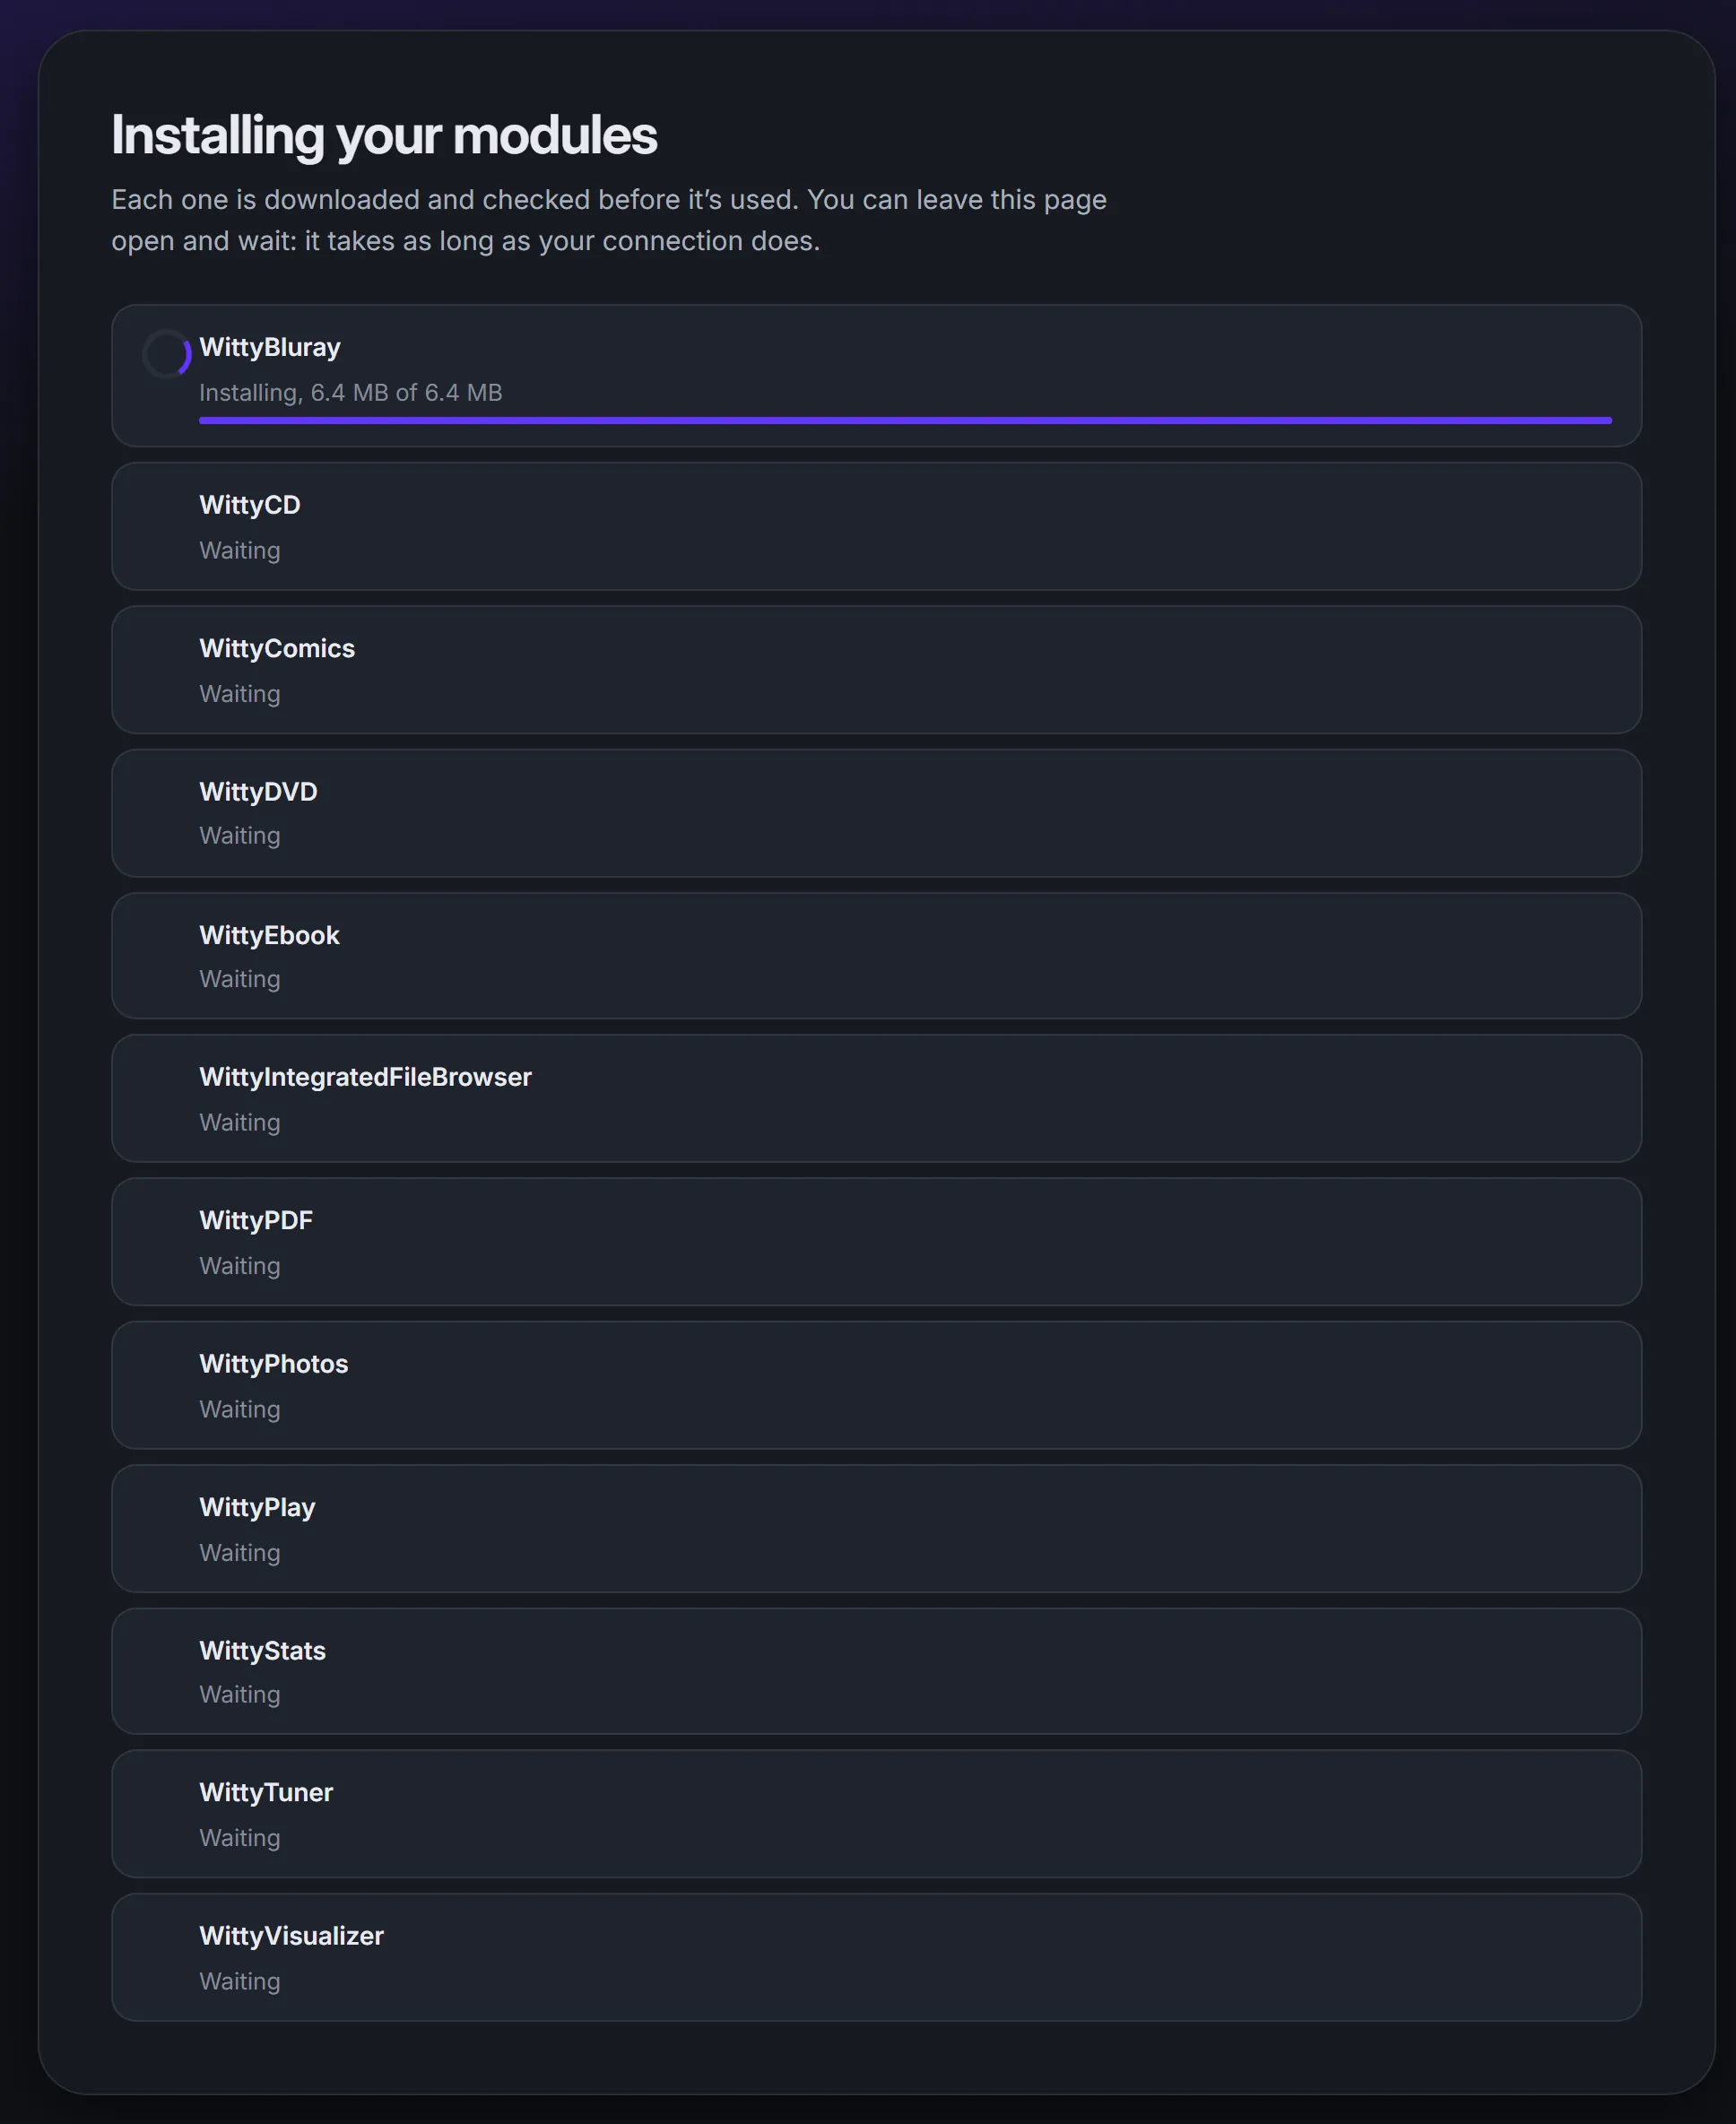 Installing your modules
Each one is downloaded and checked before it’s used. You can leave this page
open and wait: it takes as long as your connection does.
WittyBluray
Installing, 6.4 MB of 6.4 MB
WittyCD
Waiting
WittyComics
Waiting
WittyDVD
Waiting
WittyEbook
Waiting
WittyIntegratedFileBrowser
Waiting
WittyPDF
Waiting
WittyPhotos
Waiting
WittyPlay
Waiting
WittyStats
Waiting
WittyTuner
Waiting
WittyVisualizer
Waiting